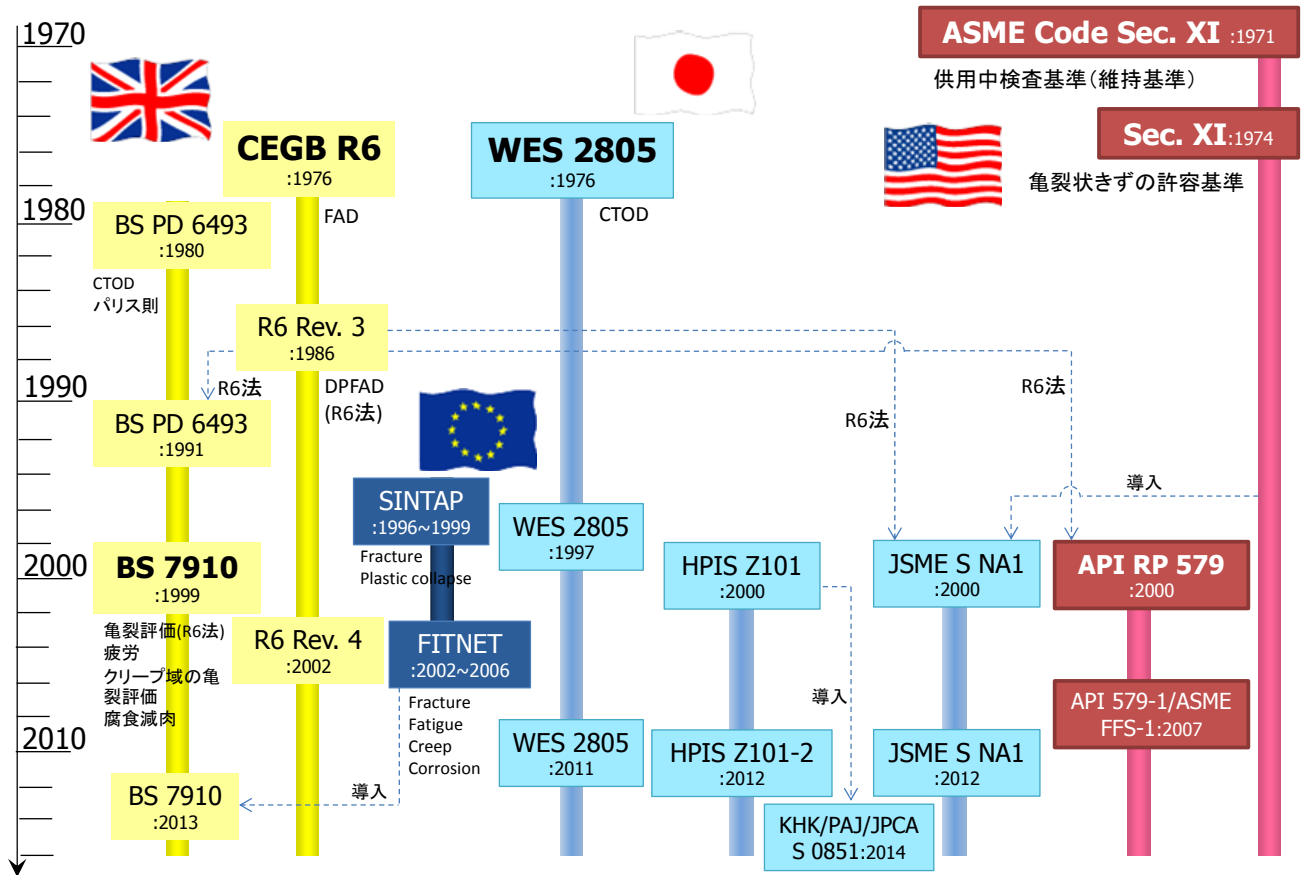 1970
ASME Code Sec. XI :1971
供用中検査基準(維持基準)
Sec. XI:1974
亀裂状きずの許容基準
CEGB R6
:1976
FAD
WES 2805
:1976
CTOD
1980
BS PD 6493
:1980
CTOD
パリス則
R6 Rev. 3
:1986
DPFAD
(R6法)
R6法
R6法
R6法
1990
BS PD 6493
:1991
SINTAP
:1996~1999
Fracture
Plastic collapse
WES 2805
:1997
導入
2000
BS 7910
:1999
亀裂評価(R6法)
疲労
クリープ域の亀
裂評価
腐食減肉
HPIS Z101
:2000
JSME S NA1
:2000
API RP 579
:2000
R6 Rev. 4
:2002
FITNET
:2002~2006
Fracture
Fatigue
Creep
Corrosion
導入
API 579-1/ASME
FFS-1:2007
2010
WES 2805
:2011
HPIS Z101-2
:2012
JSME S NA1
:2012
BS 7910
:2013
導入
KHK/PAJ/JPCA
S 0851:2014